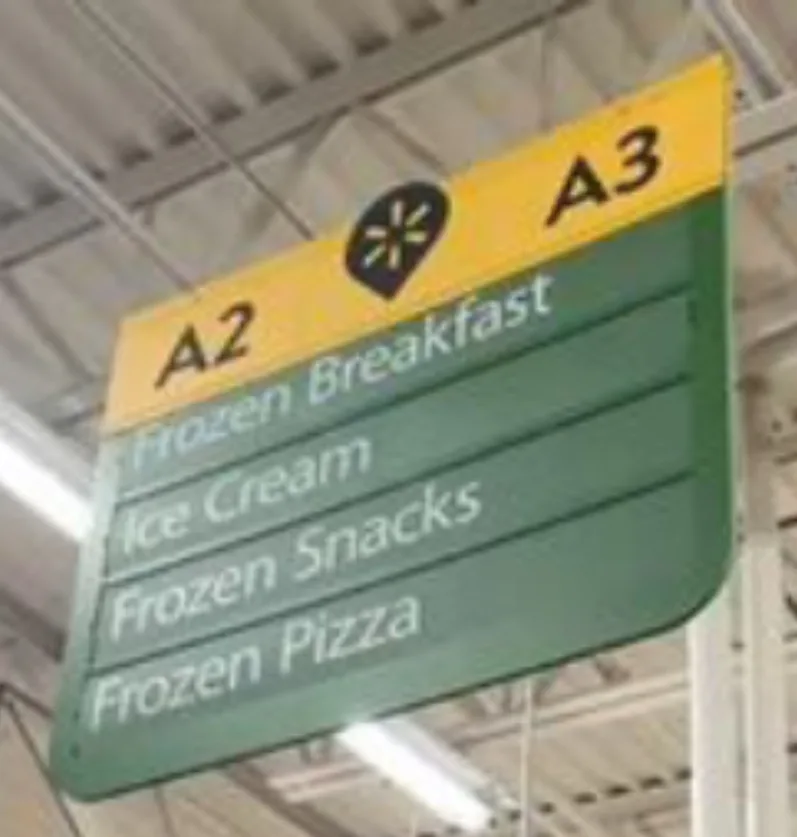 A2 A3
Frozen Breakfast
Ice Cream
Frozen Snacks
Frozen Pizza